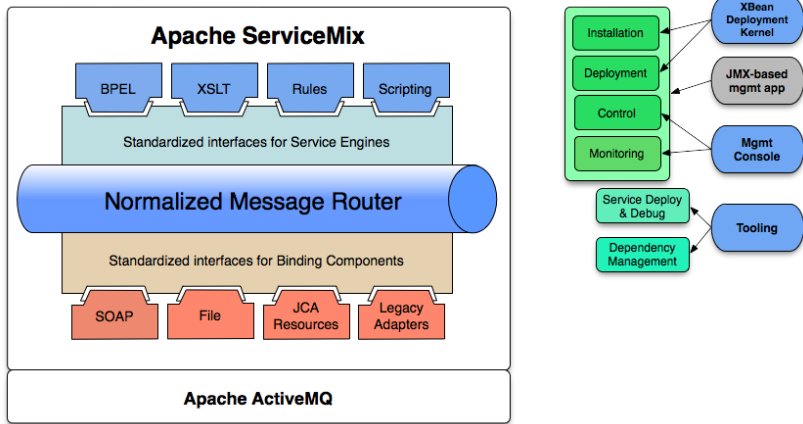 Apache ServiceMix
BPEL
XSLT
Rules
Scripting
Standardized interfaces for Service Engines
Normalized Message Router
Standardized interfaces for Binding Components
SOAP
File
JCA
Resources
Legacy
Adapters
Apache ActiveMQ
Installation
Deployment
Control
Monitoring
Service Deploy
& Debug
Dependency
Management
XBean
Deployment
Kernel
JMX-based
mgmt app
Mgmt
Console
Tooling